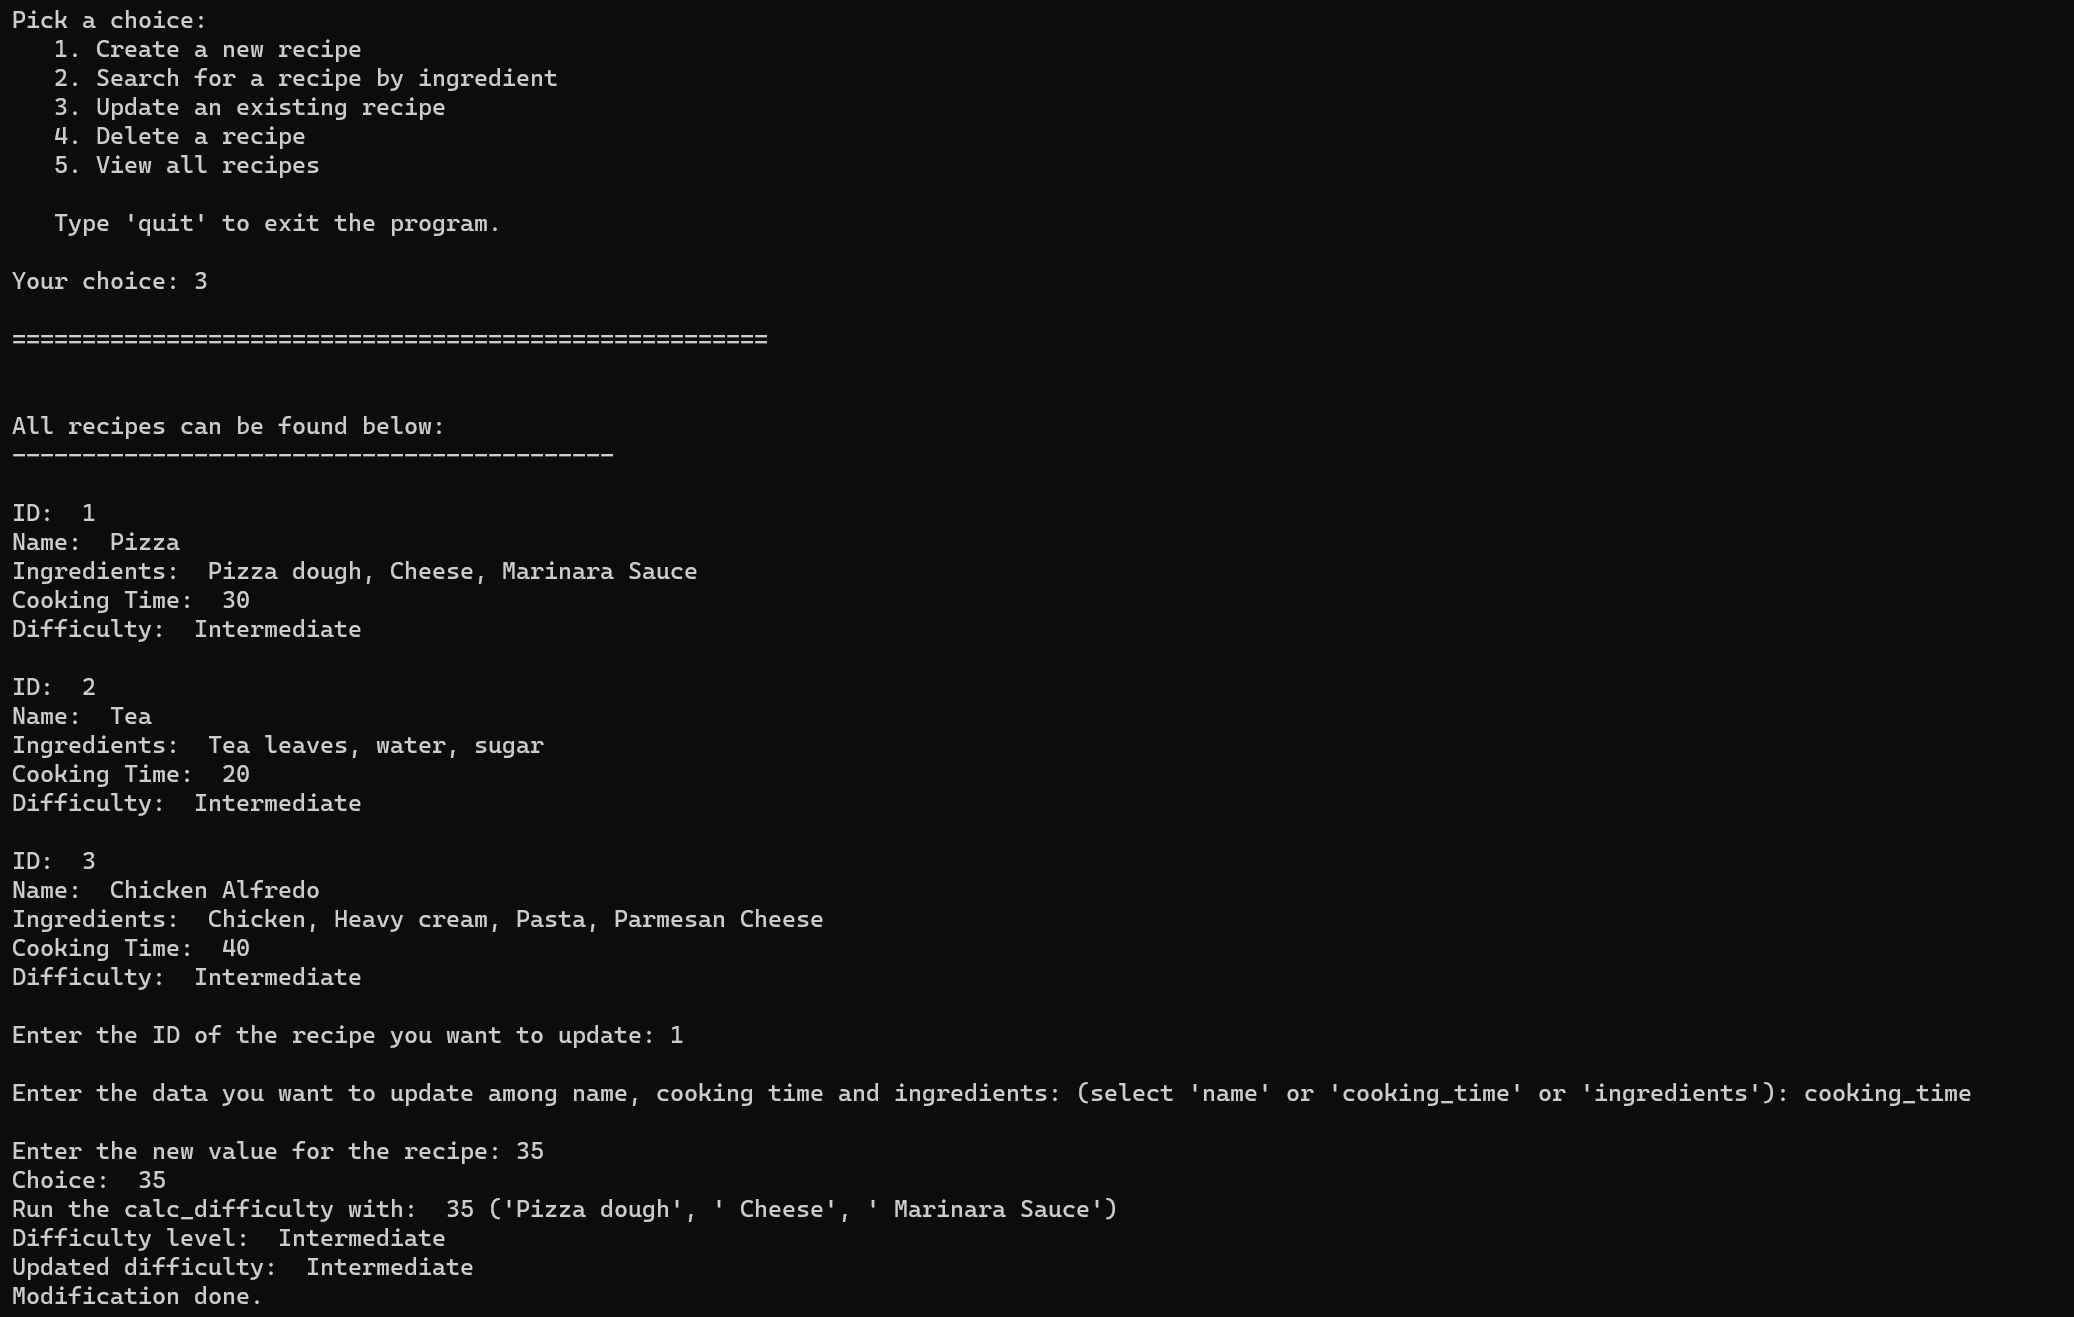 Pick a choice:
   1. Create a new recipe
   2. Search for a recipe by ingredient
   3. Update an existing recipe
   4. Delete a recipe
   5. View all recipes

   Type 'quit' to exit the program.

Your choice: 3

======================================================


All recipes can be found below:
-------------------------------------------

ID:  1
Name:  Pizza
Ingredients:  Pizza dough, Cheese, Marinara Sauce
Cooking Time:  30
Difficulty:  Intermediate

ID:  2
Name:  Tea
Ingredients:  Tea leaves, water, sugar
Cooking Time:  20
Difficulty:  Intermediate

ID:  3
Name:  Chicken Alfredo
Ingredients:  Chicken, Heavy cream, Pasta, Parmesan Cheese
Cooking Time:  40
Difficulty:  Intermediate

Enter the ID of the recipe you want to update: 1

Enter the data you want to update among name, cooking time and ingredients: (select 'name' or 'cooking_time' or 'ingredients'): cooking_time

Enter the new value for the recipe: 35
Choice:  35
Run the calc_difficulty with:  35 ('Pizza dough', ' Cheese', ' Marinara Sauce')
Difficulty level:  Intermediate
Updated difficulty:  Intermediate
Modification done.